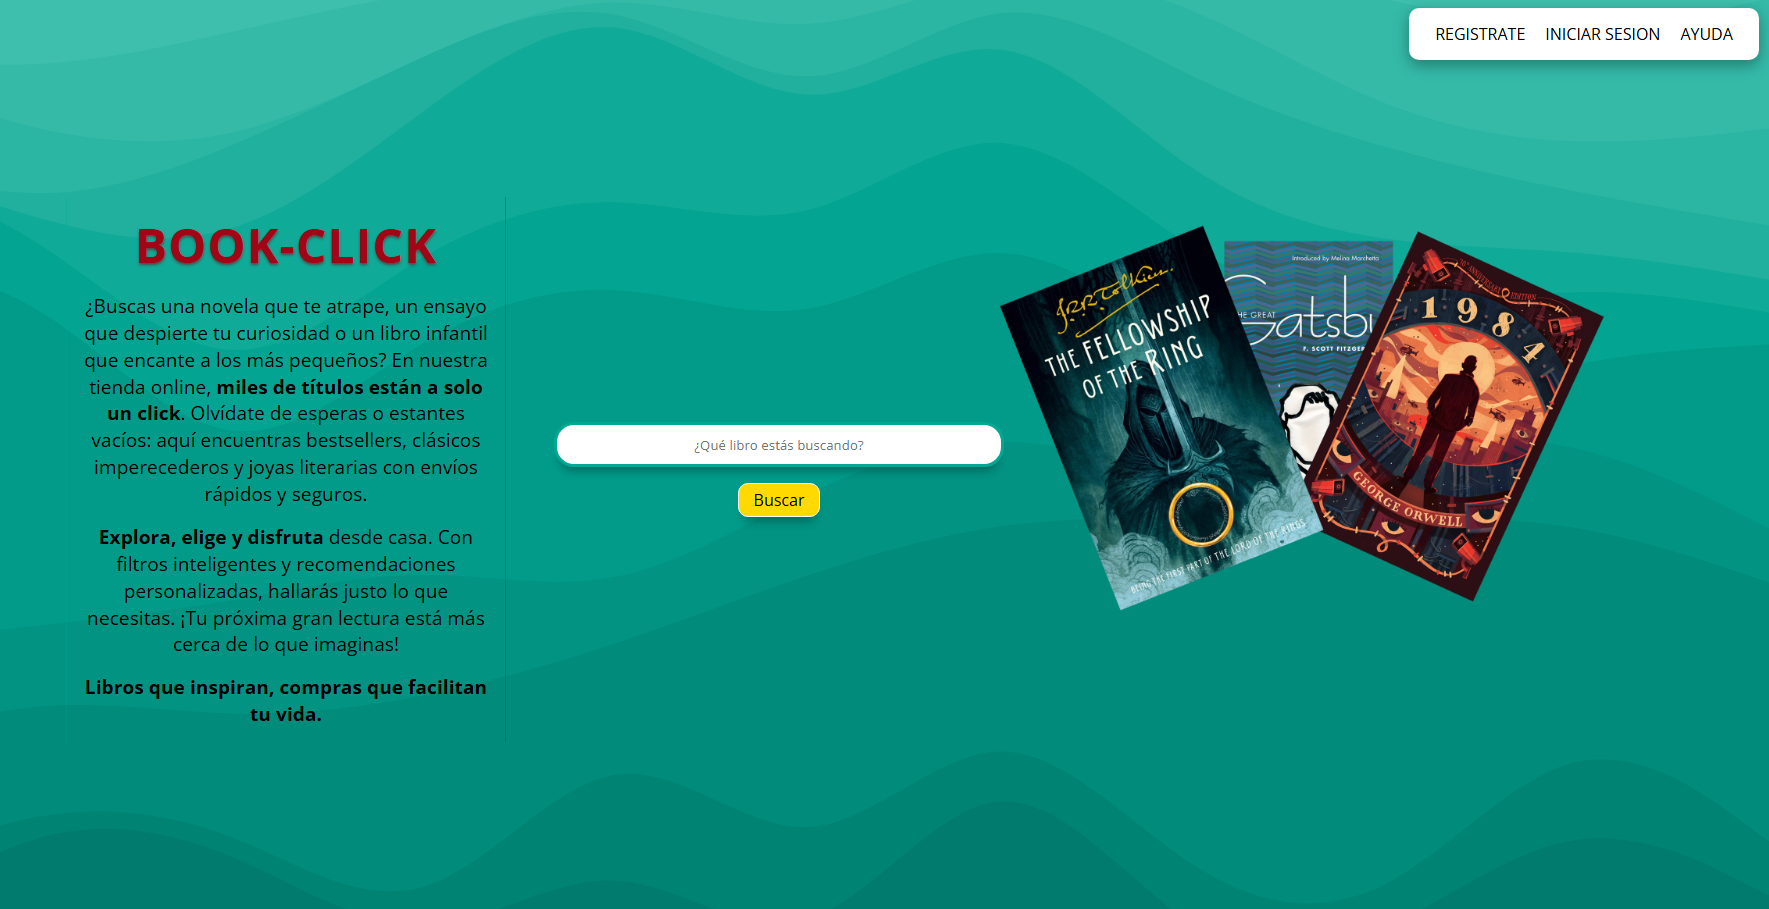 REGISTRATE INICIAR SESION AYUDA
BOOK-CLICK
¿Buscas una novela que te atrape, un ensayo
que despierte tu curiosidad o un libro infantil
que encante a los más pequeños? En nuestra
tienda online, miles de títulos están a solo
un click. Olvídate de esperas o estantes
vacíos: aquí encuentras bestsellers, clásicos
imperecederos y joyas literarias con envíos
rápidos y seguros.
Explora, elige y disfruta desde casa. Con
filtros inteligentes y recomendaciones
personalizadas, hallarás justo lo que
necesitas. ¡Tu próxima gran lectura está más
cerca de lo que imaginas!
Libros que inspiran, compras que facilitan
tu vida.
¿Qué libro estás buscando?
Buscar
J.R.R. Tolkien
THE FELLOWSHIP
OF THE RING
BEING THE FIRST PART OF THE LORD OF THE RINGS
Introduced by Melina Marchetta
THE GREAT
Gatsb
F. SCOTT FITZGER
ANNIVERSARY EDITION
1984
GEORGE ORWELL